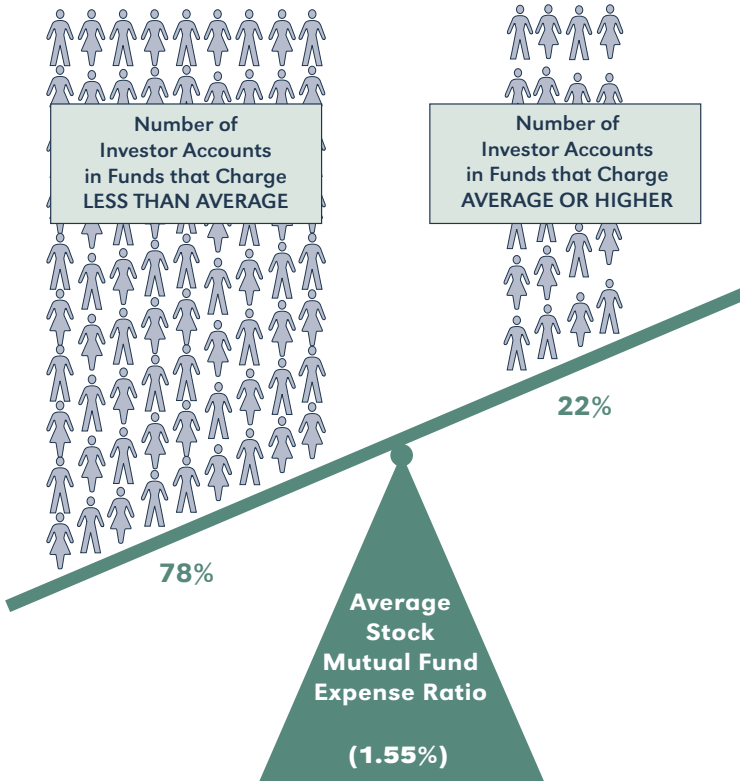 Number of
Investor Accounts
in Funds that Charge
LESS THAN AVERAGE
Number of
Investor Accounts
in Funds that Charge
AVERAGE OR HIGHER
22%
78%
Average
Stock
Mutual Fund
Expense Ratio
(1.55%)